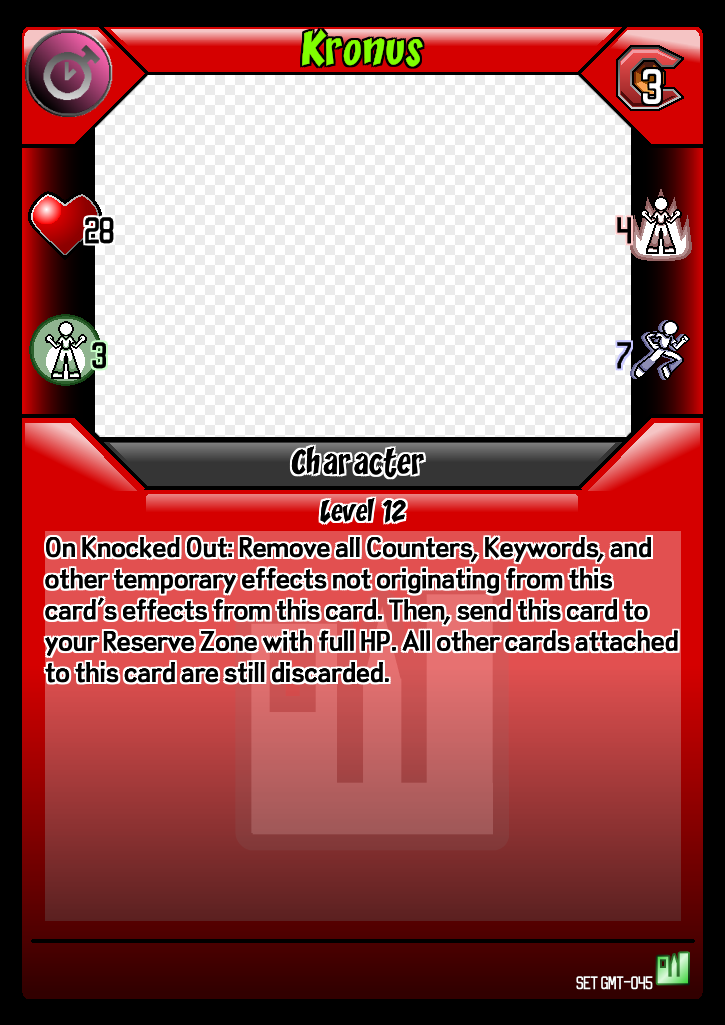 Kronus
3
28
4
3
7
Character
Level 12
On Knocked Out: Remove all Counters, Keywords, and
other temporary effects not originating from this
card's effects from this card. Then, send this card to
your Reserve Zone with full HP. All other cards attached
to this card are still discarded.
SET GMT-045